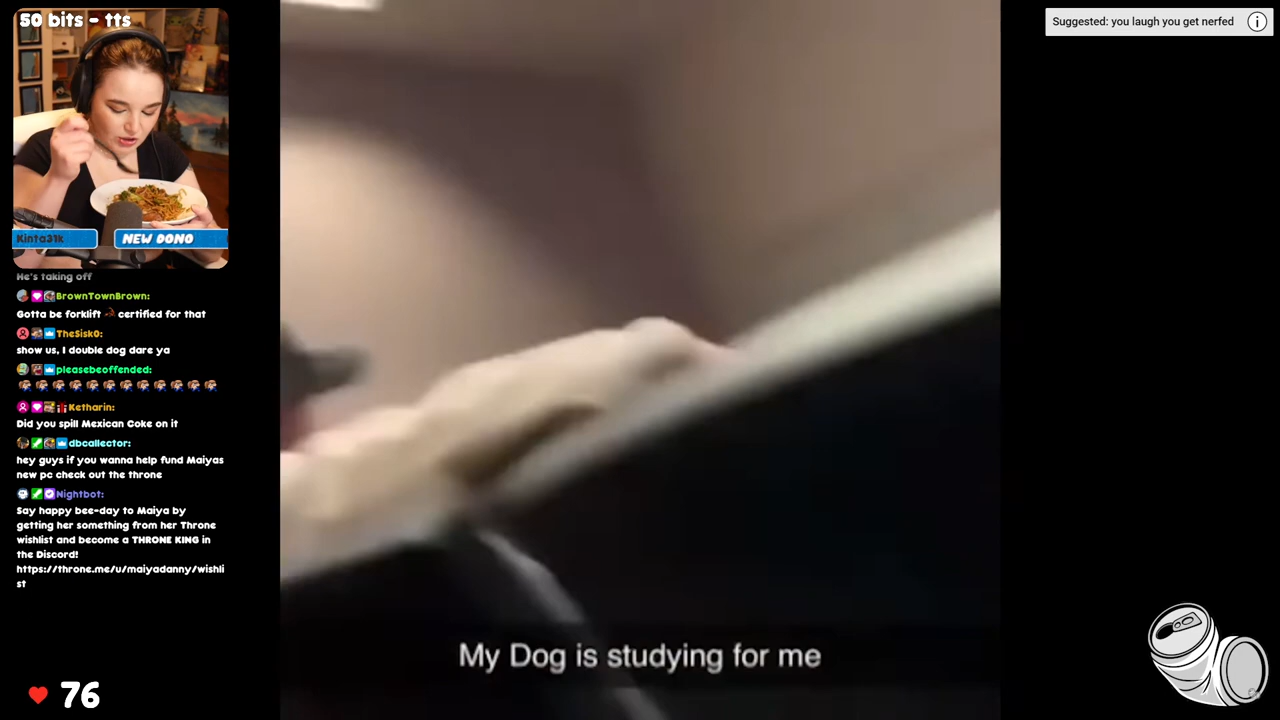 50 bits - tts
Suggested: you laugh you get nerfed
Kinta31k
NEW DONO
He's taking off
BrownTownBrown:
Gotta be forklift certified for that
TheSisk0:
show us, I double dog dare ya
pleasebeoffended:
Ketharin:
Did you spill Mexican Coke on it
dbcallector:
hey guys if you wanna help fund Maiyas
new pc check out the throne
Nightbot:
Say happy bee-day to Maiya by
getting her something from her Throne
wishlist and become a THRONE KING in
the Discord!
https://throne.me/u/maiyadanny/wishli
st
My Dog is studying for me
76